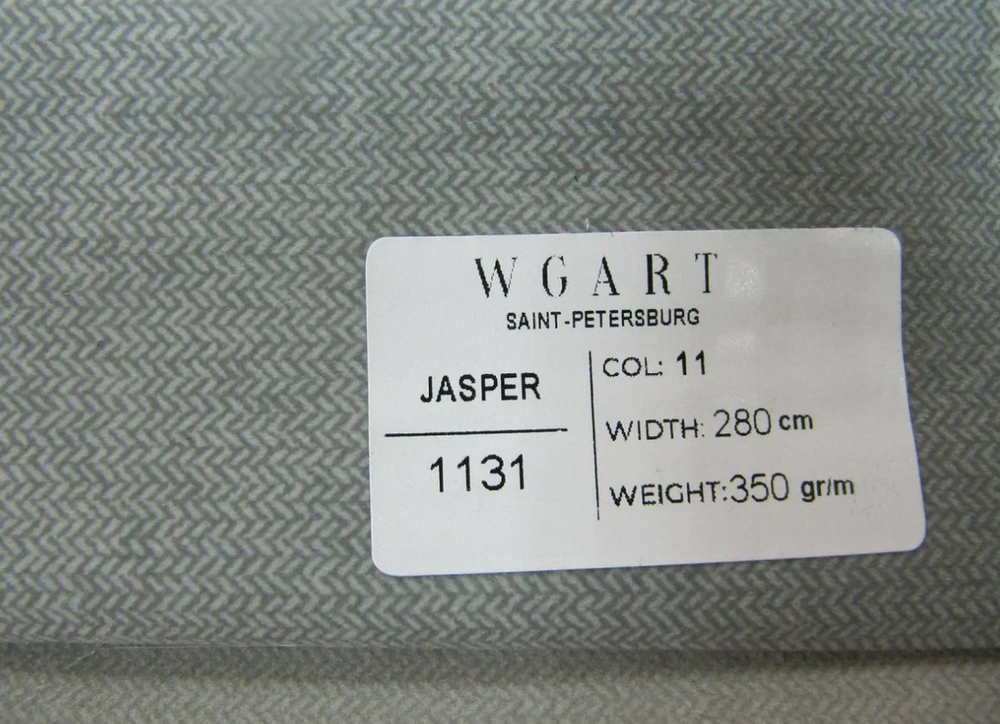 WGART
SAINT-PETERSBURG
JASPER
1131
COL: 11
WIDTH: 280 cm
WEIGHT:350 gr/m